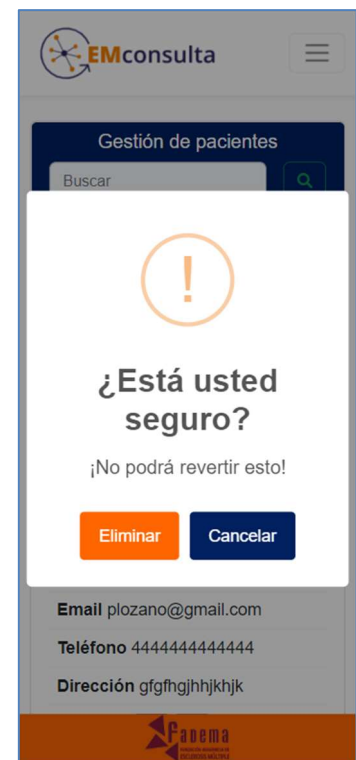 EMconsulta
Gestión de pacientes
Buscar
!
¿Está usted
seguro?
¡No podrá revertir esto!
Eliminar
Cancelar
Email plozano@gmail.com
Teléfono 4444444444444
Dirección gfgfhgjhhjkhjk
Fadema